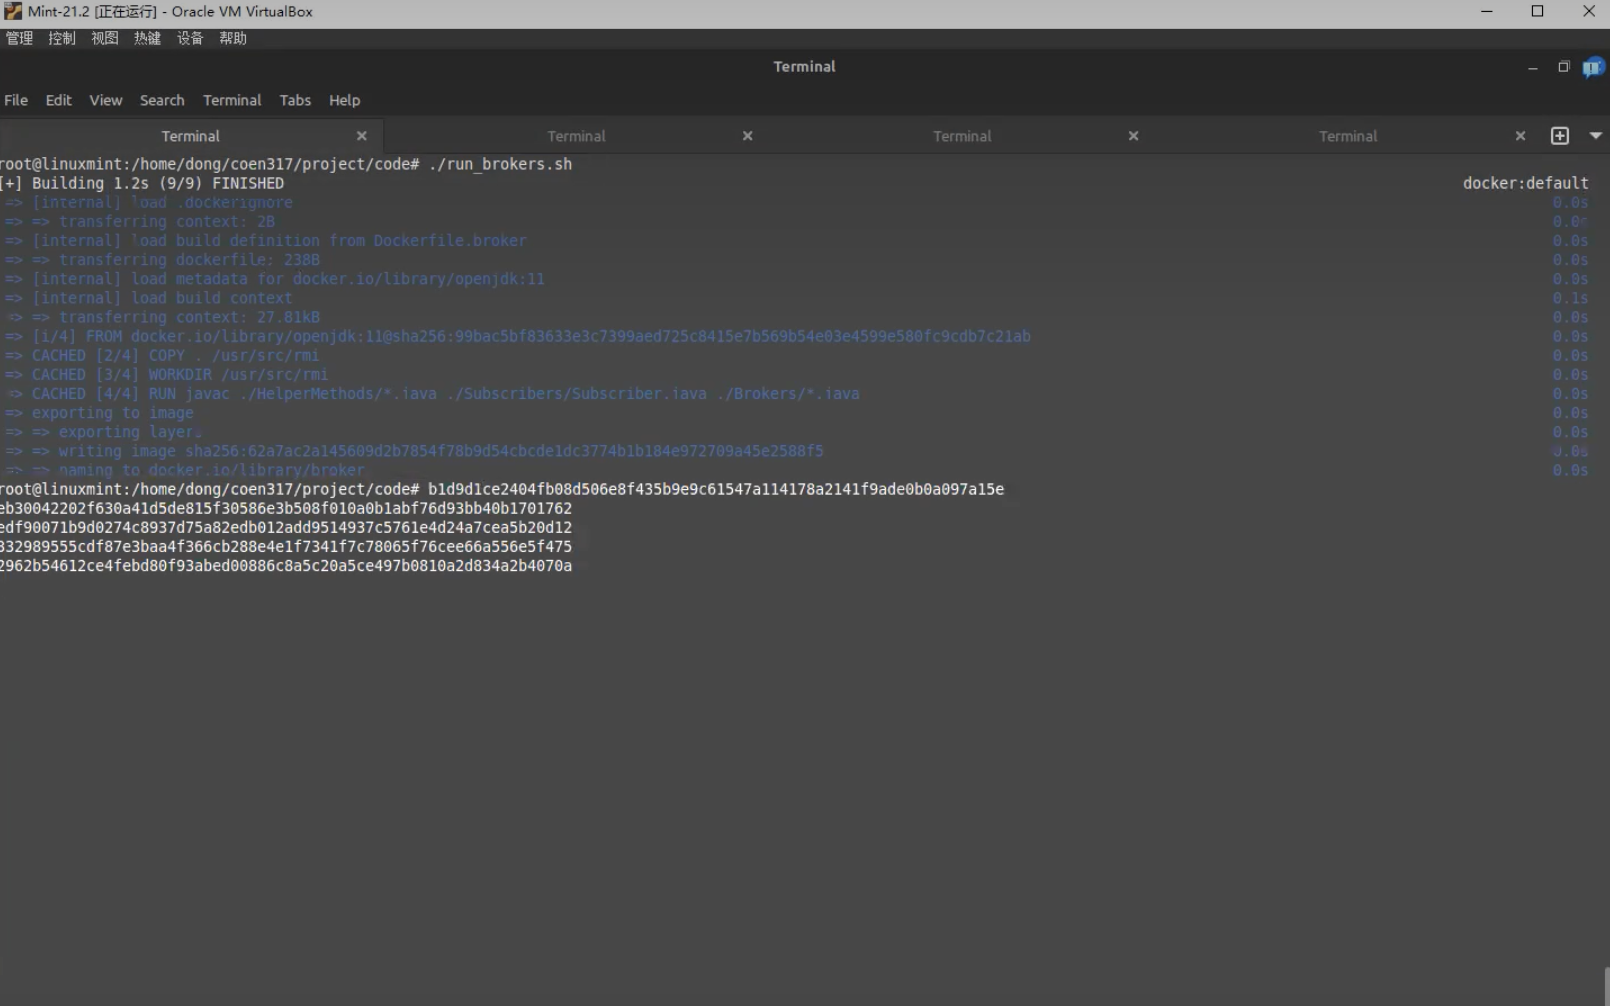 Mint-21.2 [正在运行] - Oracle VM VirtualBox
管理 控制 视图 热键 设备 帮助
Terminal
File Edit View Search Terminal Tabs Help
Terminal Terminal Terminal Terminal
root@linuxmint:/home/dong/coen317/project/code# ./run_brokers.sh
[+] Building 1.2s (9/9) FINISHED docker:default
=> [internal] load .dockerignore 0.0s
=> => transferring context: 2B 0.0s
=> [internal] load build definition from Dockerfile.broker 0.0s
=> => transferring dockerfile: 238B 0.0s
=> [internal] load metadata for docker.io/library/openjdk:11 0.0s
=> [internal] load build context 0.1s
=> => transferring context: 27.81kB 0.0s
=> [1/4] FROM docker.io/library/openjdk:11@sha256:99bac5bf83633e3c7399aed725c8415e7b569b54e03e4599e580fc9cdb7c21ab 0.0s
=> CACHED [2/4] COPY . /usr/src/rmi 0.0s
=> CACHED [3/4] WORKDIR /usr/src/rmi 0.0s
=> CACHED [4/4] RUN javac ./HelperMethods/*.java ./Subscribers/Subscriber.java ./Brokers/*.java 0.0s
=> exporting to image 0.0s
=> => exporting layers 0.0s
=> => writing image sha256:62a7ac2a145609d2b7854f78b9d54cbcde1dc3774b1b184e972709a45e2588f5 0.0s
=> => naming to docker.io/library/broker 0.0s
root@linuxmint:/home/dong/coen317/project/code# b1d9d1ce2404fb08d506e8f435b9e9c61547a114178a2141f9ade0b0a097a15e
eb30042202f630a41d5de815f30586e3b508f010a0b1abf76d93bb40b1701762
edf90071b9d0274c8937d75a82edb012add9514937c5761e4d24a7cea5b20d12
332989555cdf87e3baa4f366cb288e4e1f7341f7c78065f76cee66a556e5f475
2962b54612ce4febd80f93abed00886c8a5c20a5ce497b0810a2d834a2b4070a